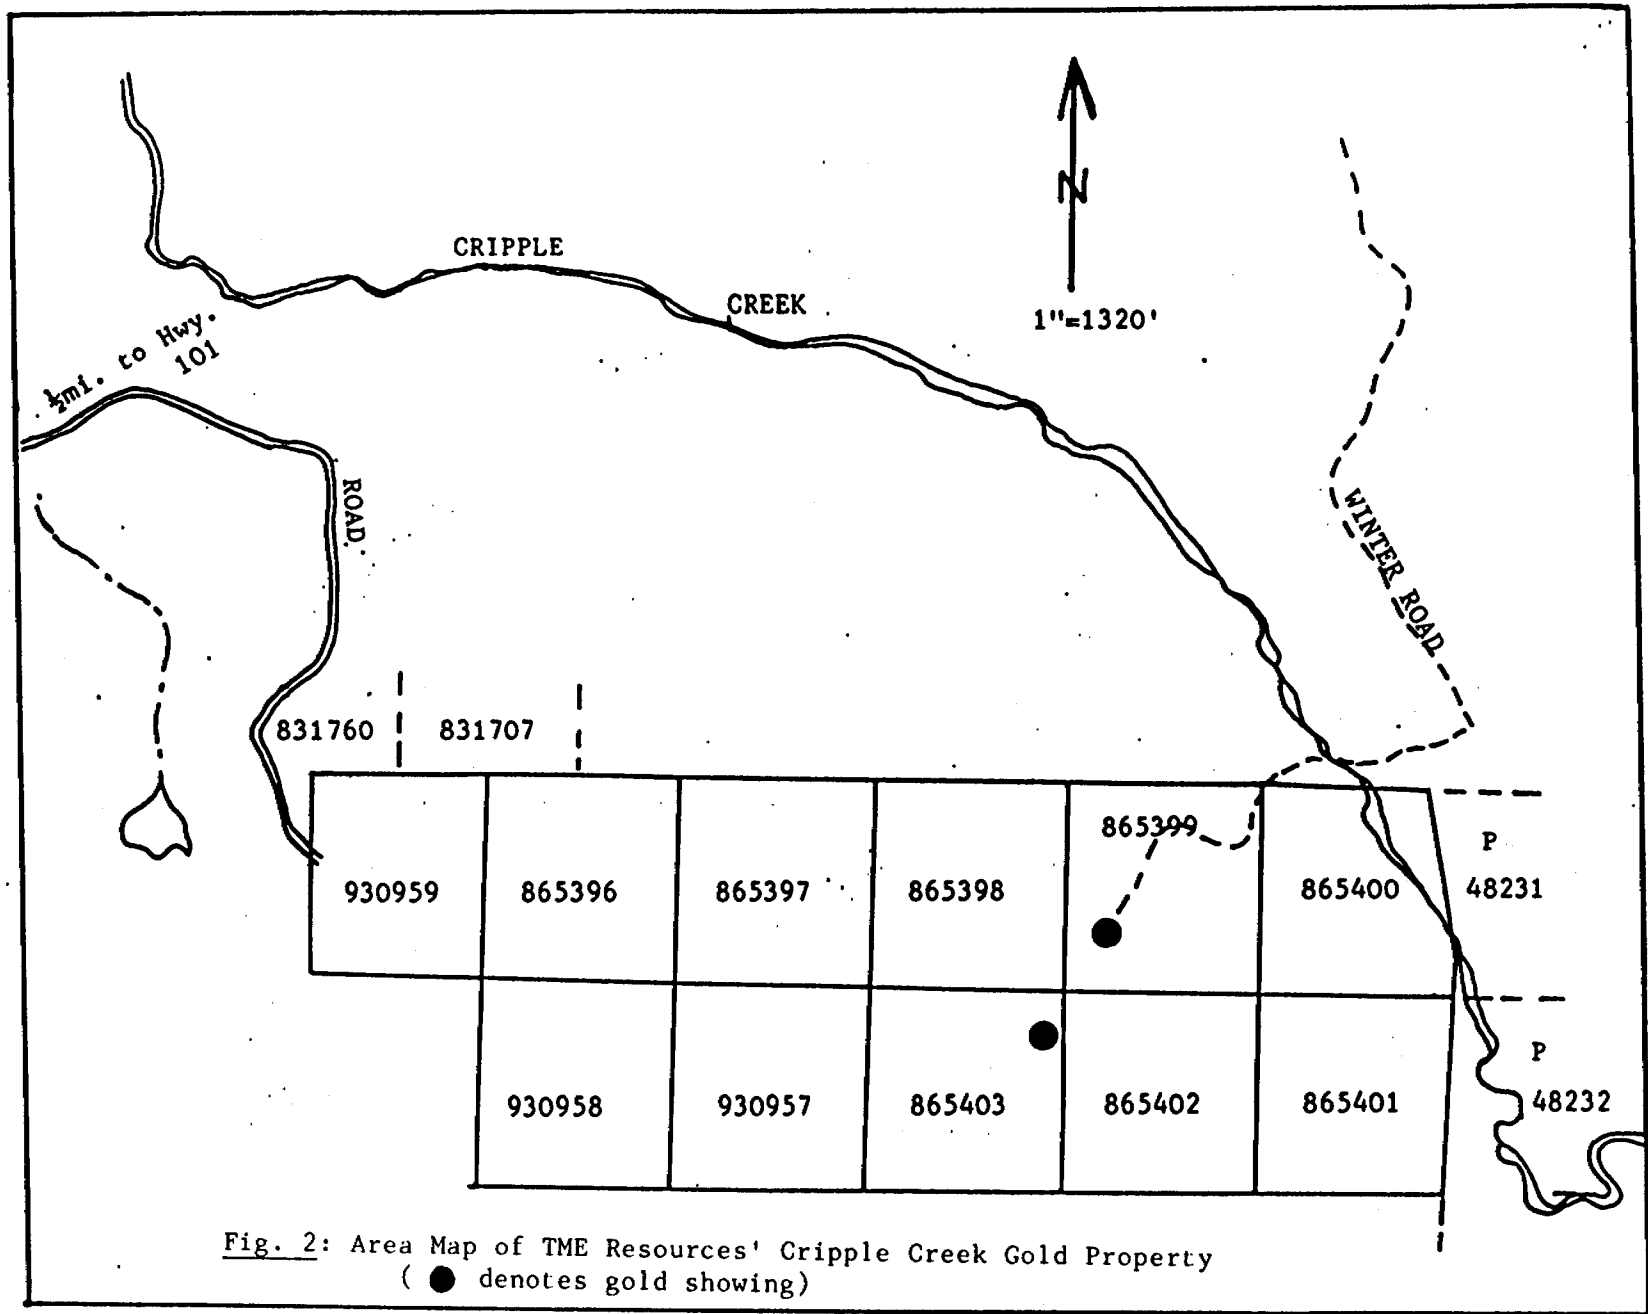 CRIPPLE
CREEK
N
1"=1320'
½mi. to Hwy.
101
ROAD
WINTER ROAD
831760
831707
865399
P
48231
930959
865396
865397
865398
865400
P
48232
930958
930957
865403
865402
865401
Fig. 2: Area Map of TME Resources' Cripple Creek Gold Property
( ● denotes gold showing)